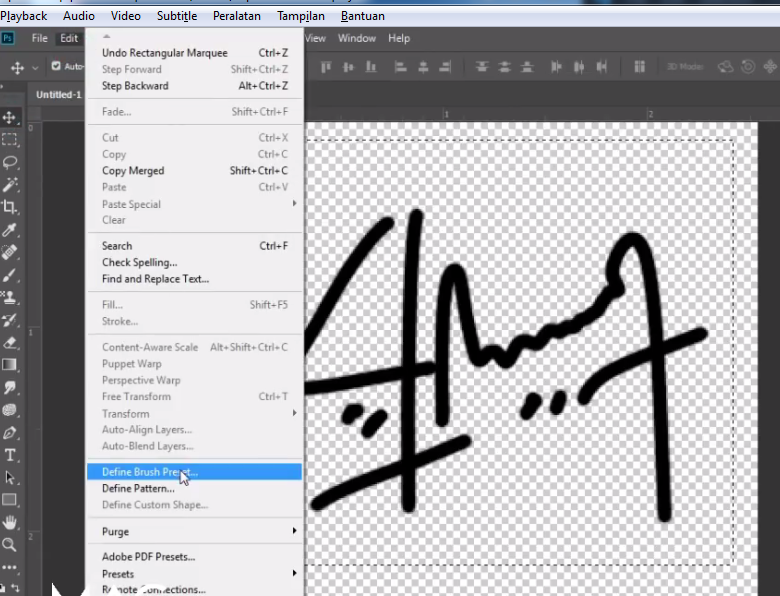 Playback Audio Video Subtitle Peralatan Tampilan Bantuan
Ps File Edit View Window Help
Auto- 3D Mode:
Untitled-1
Undo Rectangular Marquee Ctrl+Z
Step Forward Shift+Ctrl+Z
Step Backward Alt+Ctrl+Z
Fade... Shift+Ctrl+F
Cut Ctrl+X
Copy Ctrl+C
Copy Merged Shift+Ctrl+C
Paste Ctrl+V
Paste Special
Clear
Search Ctrl+F
Check Spelling...
Find and Replace Text...
Fill... Shift+F5
Stroke...
Content-Aware Scale Alt+Shift+Ctrl+C
Puppet Warp
Perspective Warp
Free Transform Ctrl+T
Transform
Auto-Align Layers...
Auto-Blend Layers...
Define Brush Preset...
Define Pattern...
Define Custom Shape...
Purge
Adobe PDF Presets...
Presets
Remote Connections...
0 1 2
1
2